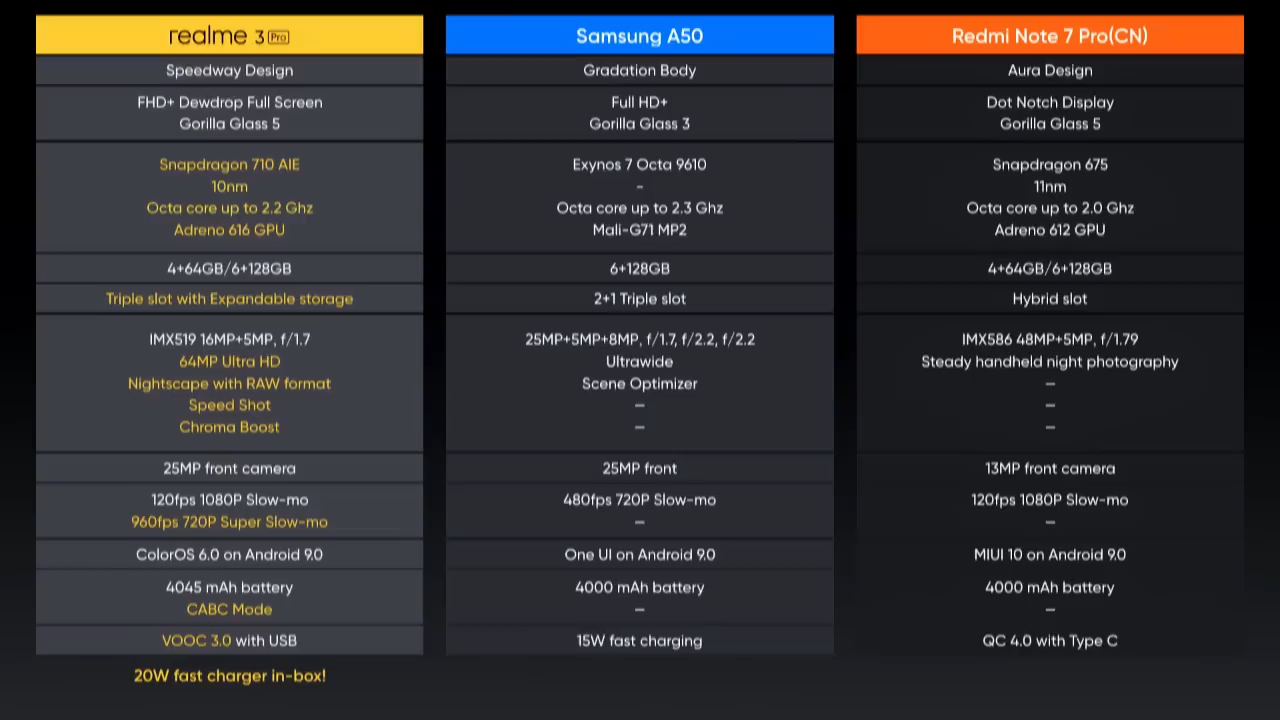 realme 3 Pro
Speedway Design
FHD+ Dewdrop Full Screen
Gorilla Glass 5
Snapdragon 710 AIE
10nm
Octa core up to 2.2 Ghz
Adreno 616 GPU
4+64GB/6+128GB
Triple slot with Expandable storage
IMX519 16MP+5MP, f/1.7
64MP Ultra HD
Nightscape with RAW format
Speed Shot
Chroma Boost
25MP front camera
120fps 1080P Slow-mo
960fps 720P Super Slow-mo
ColorOS 6.0 on Android 9.0
4045 mAh battery
CABC Mode
VOOC 3.0 with USB
20W fast charger in-box!
Samsung A50
Gradation Body
Full HD+
Gorilla Glass 3
Exynos 7 Octa 9610
-
Octa core up to 2.3 Ghz
Mali-G71 MP2
6+128GB
2+1 Triple slot
25MP+5MP+8MP, f/1.7, f/2.2, f/2.2
Ultrawide
Scene Optimizer
—
—
25MP front
480fps 720P Slow-mo
—
One UI on Android 9.0
4000 mAh battery
—
15W fast charging
Redmi Note 7 Pro(CN)
Aura Design
Dot Notch Display
Gorilla Glass 5
Snapdragon 675
11nm
Octa core up to 2.0 Ghz
Adreno 612 GPU
4+64GB/6+128GB
Hybrid slot
IMX586 48MP+5MP, f/1.79
Steady handheld night photography
—
—
—
13MP front camera
120fps 1080P Slow-mo
—
MIUI 10 on Android 9.0
4000 mAh battery
—
QC 4.0 with Type C